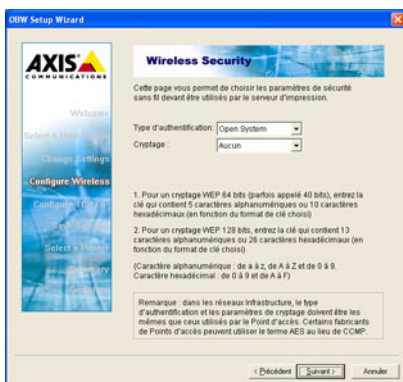 OBW Setup Wizard
AXIS
COMMUNICATIONS
Wireless Security
Cette page vous permet de choisir les paramètres de sécurité
sans fil devant être utilisés par le serveur d'impression.
Welcome
Type d'authentification: Open System
Cryptage : Aucun
Change Settings
Configure Wireless
1. Pour un cryptage WEP 64 bits (parfois appelé 40 bits), entrez la
clé qui contient 5 caractères alphanumériques ou 10 caractères
hexadécimaux (en fonction du format de clé choisi)
Configure TCP/IP
2. Pour un cryptage WEP 128 bits, entrez la clé qui contient 13
caractères alphanumériques ou 26 caractères hexadécimaux (en
fonction du format de clé choisi)
(Caractère alphanumérique : de a à z, de A à Z et de 0 à 9.
Caractère hexadécimal : de 0 à 9 et de A à F)
Remarque : dans les réseaux Infrastructure, le type
d'authentification et les paramètres de cryptage doivent être les
mêmes que ceux utilisés par le Point d'accès. Certains fabricants
de Points d'accès peuvent utiliser le terme AES au lieu de CCMP.
< Précédent Suivant > Annuler